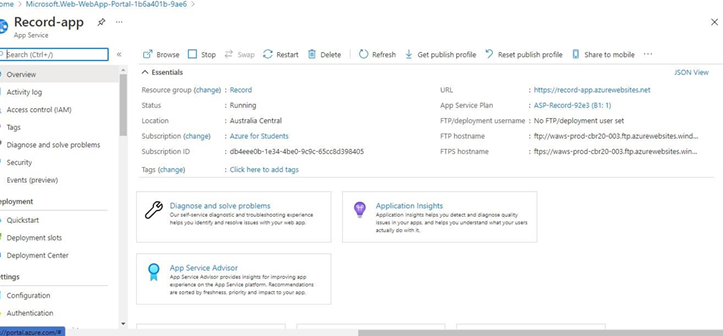 ome > Microsoft.Web-WebApp-Portal-1b6a401b-9ae6 >
Record-app
App Service
Search (Ctrl+/)
«
Browse Stop Swap Restart Delete Refresh Get publish profile Reset publish profile Share to mobile ...
Overview
Activity log
Access control (IAM)
Tags
Diagnose and solve problems
Security
Events (preview)
eployment
Quickstart
Deployment slots
Deployment Center
ettings
Configuration
Authentication
Essentials
JSON View
Resource group (change) : Record
Status : Running
Location : Australia Central
Subscription (change) : Azure for Students
Subscription ID : db4eee0b-1e34-4be0-9c9c-65cc8d398405
Tags (change) : Click here to add tags
URL : https://record-app.azurewebsites.net
App Service Plan : ASP-Record-92e3 (B1: 1)
FTP/deployment username : No FTP/deployment user set
FTP hostname : ftp://waws-prod-cbr20-003.ftp.azurewebsites.wind...
FTPS hostname : ftps://waws-prod-cbr20-003.ftp.azurewebsites.win...
Diagnose and solve problems
Our self-service diagnostic and troubleshooting experience
helps you identify and resolve issues with your web app.
Application Insights
Application Insights helps you detect and diagnose quality
issues in your apps, and helps you understand what your users
actually do with it.
App Service Advisor
App Service Advisor provides insights for improving app
experience on the App Service platform. Recommendations
are sorted by freshness, priority and impact to your app.
://portal.azure.com/#